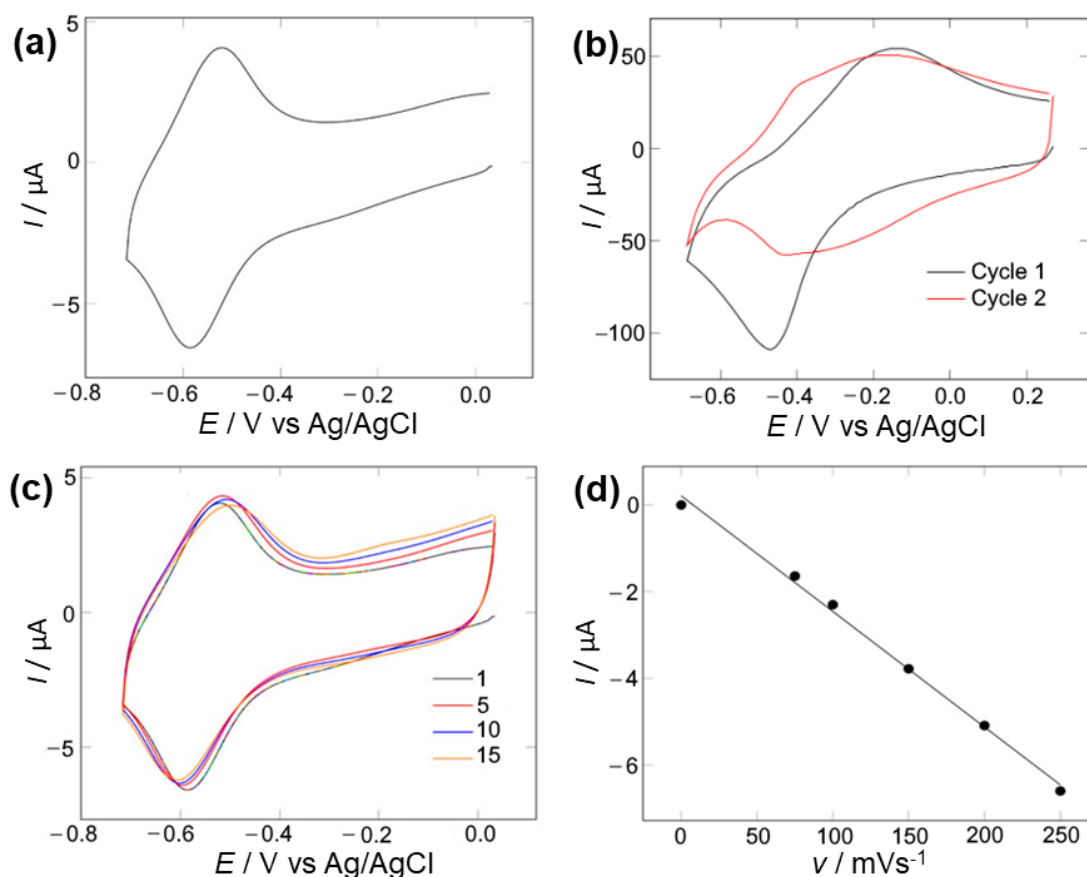 (a)
5
0
−5
I / μA
−0.8
−0.6
−0.4
−0.2
0.0
E / V vs Ag/AgCl
(b)
50
0
−50
−100
I / μA
Cycle 1
Cycle 2
−0.6
−0.4
−0.2
0.0
0.2
E / V vs Ag/AgCl
(c)
5
0
−5
I / μA
1
5
10
15
−0.8
−0.6
−0.4
−0.2
0.0
E / V vs Ag/AgCl
(d)
0
−2
−4
−6
I / μA
0
50
100
150
200
250
v / mVs⁻¹